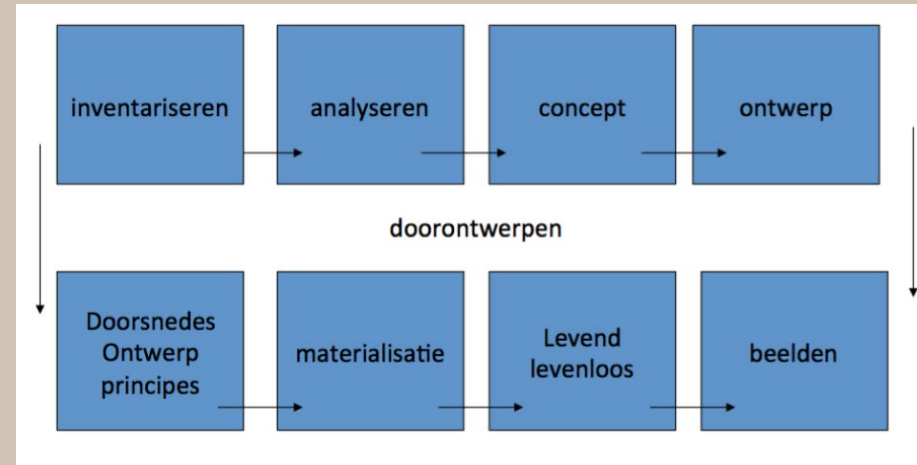 inventariseren
analyseren
concept
ontwerp
doorontwerpen
Doorsnedes
Ontwerp
principes
materialisatie
Levend
levenloos
beelden